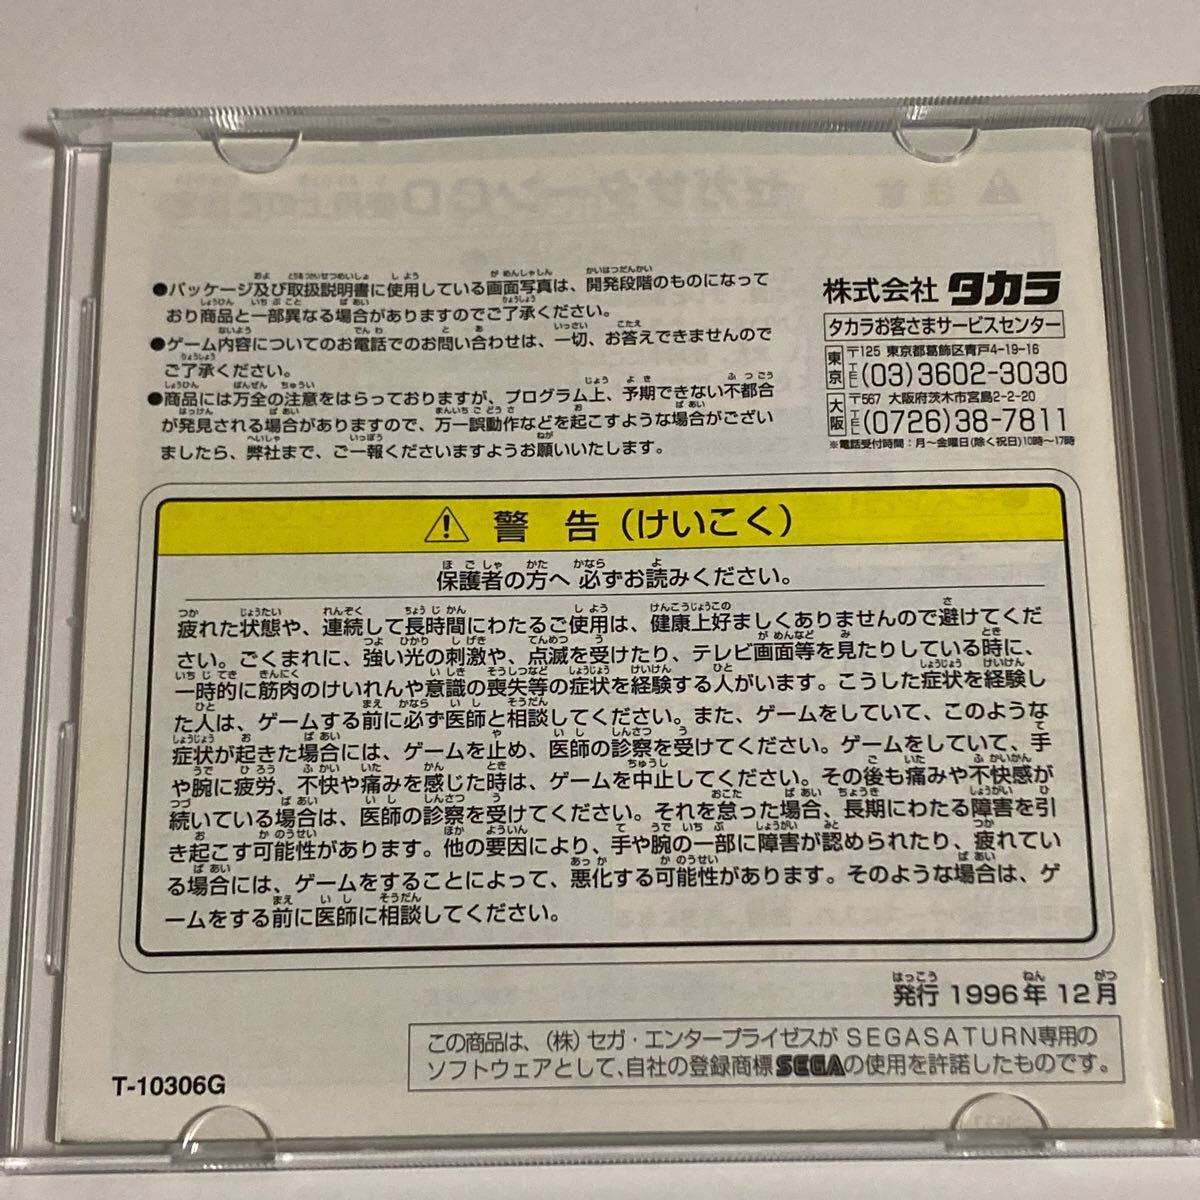 ●パッケージ及び取扱説明書に使用している画面写真は、開発段階のものになって
おり商品と一部異なる場合がありますのでご了承ください。
●ゲーム内容についてのお電話でのお問い合わせは、一切、お答えできませんので
ご了承ください。
●商品には万全の注意をはらっておりますが、プログラム上、予期できない不都合
が発見される場合がありますので、万一誤動作などを起こすような場合がござい
ましたら、弊社まで、ご一報くださいますようお願いいたします。
株式会社 タカラ
タカラお客さまサービスセンター
東京 〒125 東京都葛飾区青戸4-19-16
TEL (03)3602-3030
大阪 〒567 大阪府茨木市宮島2-2-20
TEL (0726)38-7811
※電話受付時間:月〜金曜日(除く祝日)10時〜17時
警 告(けいこく)
保護者の方へ 必ずお読みください。
疲れた状態や、連続して長時間にわたるご使用は、健康上好ましくありませんので避けてくだ
さい。ごくまれに、強い光の刺激や、点滅を受けたり、テレビ画面等を見たりしている時に、
一時的に筋肉のけいれんや意識の喪失等の症状を経験する人がいます。こうした症状を経験し
た人は、ゲームする前に必ず医師と相談してください。また、ゲームをしていて、このような
症状が起きた場合には、ゲームを止め、医師の診察を受けてください。ゲームをしていて、手
や腕に疲労、不快や痛みを感じた時は、ゲームを中止してください。その後も痛みや不快感が
続いている場合は、医師の診察を受けてください。それを怠った場合、長期にわたる障害を引
き起こす可能性があります。他の要因により、手や腕の一部に障害が認められたり、疲れてい
る場合には、ゲームをすることによって、悪化する可能性があります。そのような場合は、ゲ
ームをする前に医師に相談してください。
発行 1996年 12月
この商品は、(株)セガ・エンタープライゼスが SEGASATURN専用の
ソフトウェアとして、自社の登録商標SEGAの使用を許諾したものです。
T-10306G